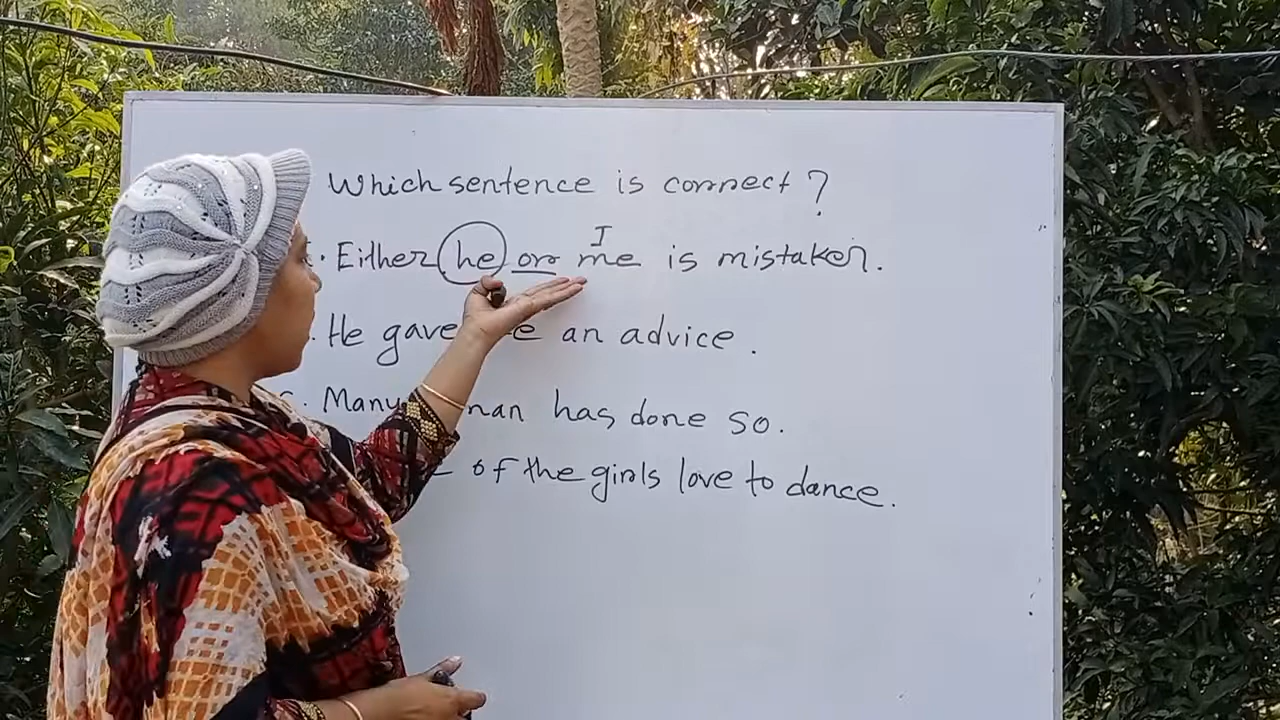 Which sentence is correct?
I
Either he or me is mistaken.
He gave an advice.
Many man has done so.
of the girls love to dance.